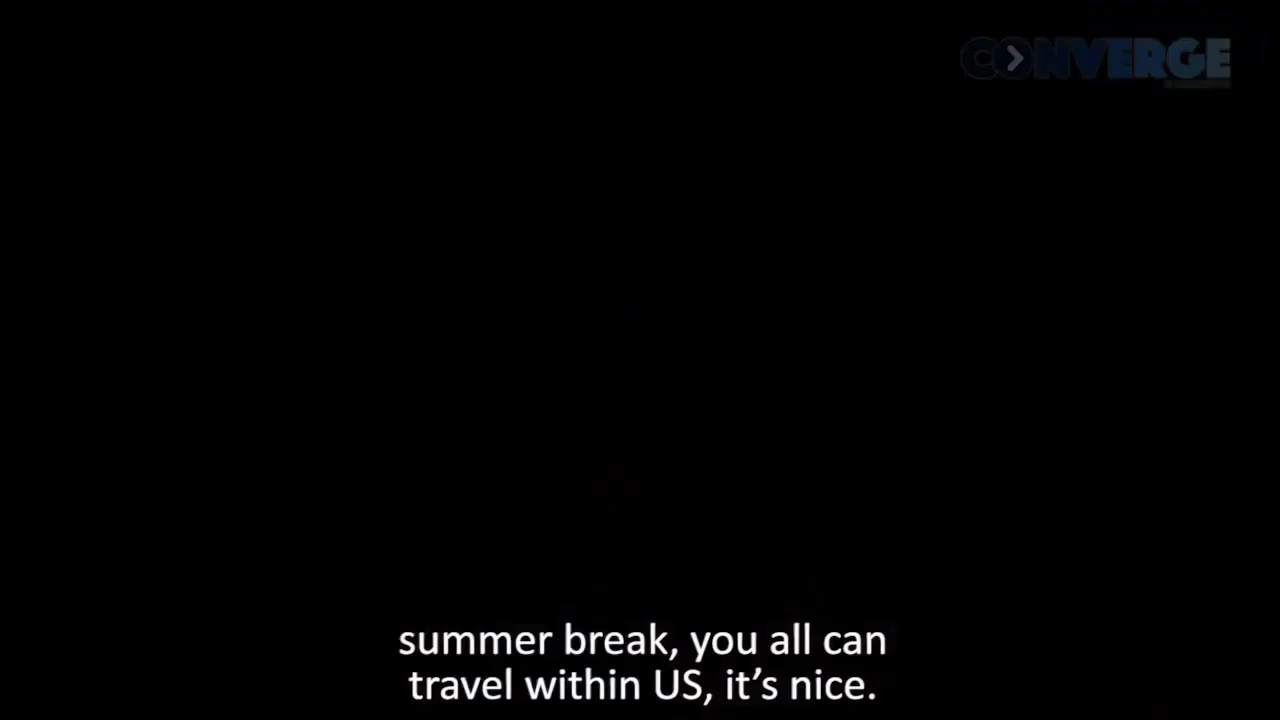 CONVERGE
summer break, you all can
travel within US, it’s nice.